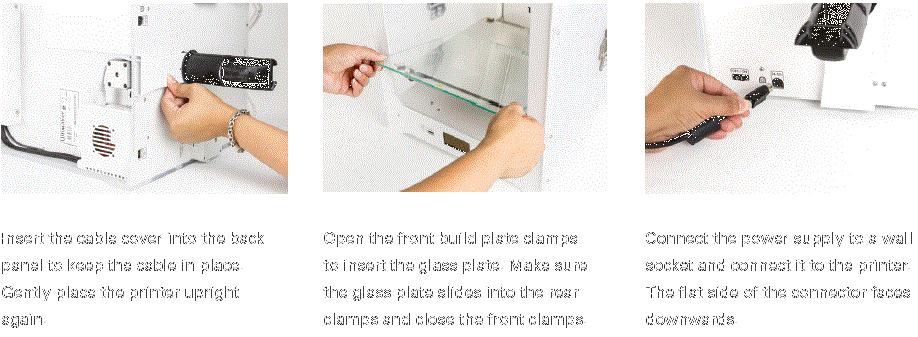 Insert the cable cover into the back
panel to keep the cable in place.
Gently place the printer upright
again.
Open the front build plate clamps
to insert the glass plate. Make sure
the glass plate slides into the rear
clamps and close the front clamps.
Connect the power supply to a wall
socket and connect it to the printer.
The flat side of the connector faces
downwards.